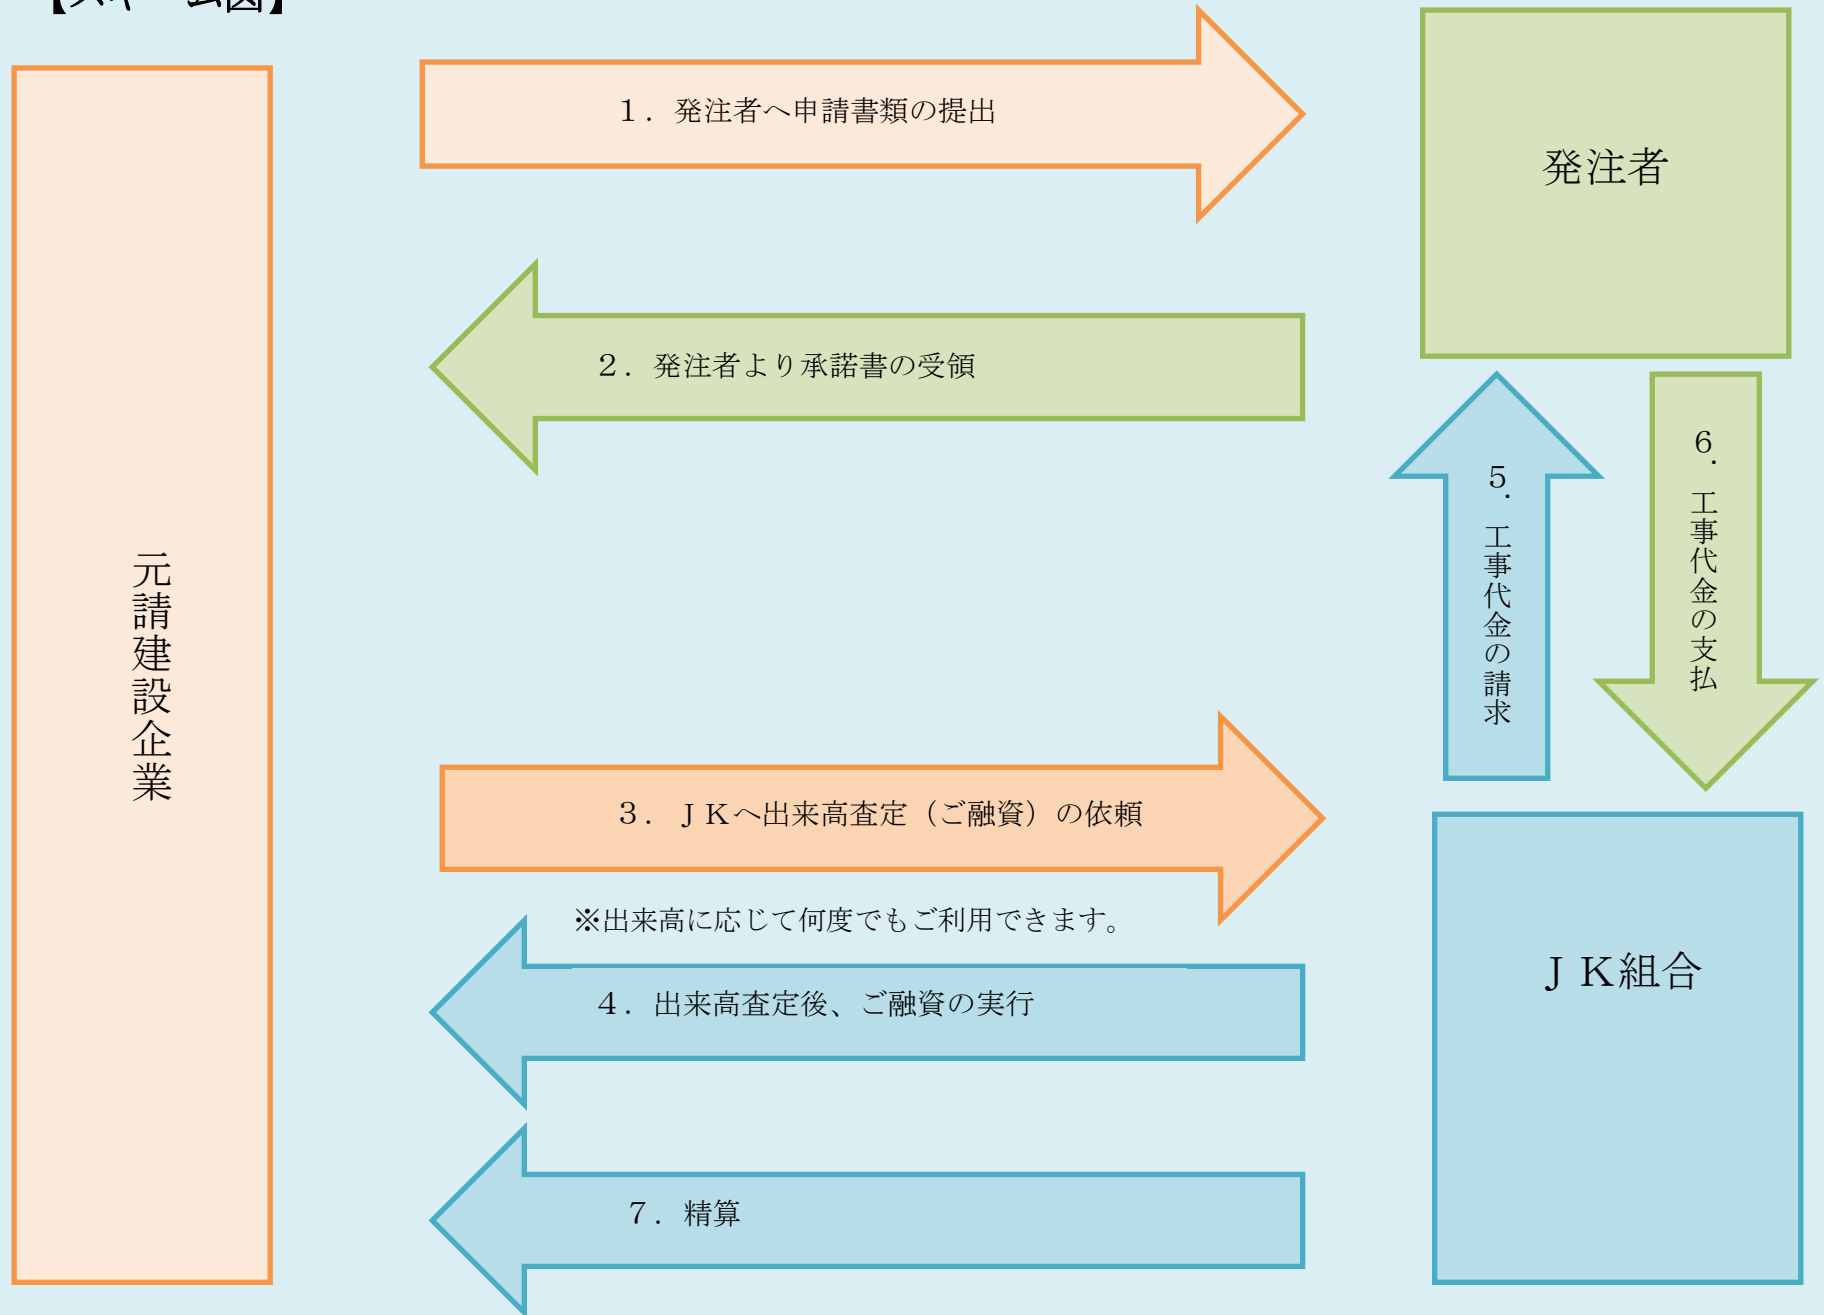 【スキーム図】
1．発注者へ申請書類の提出
発注者
2．発注者より承諾書の受領
元請建設企業
5．工事代金の請求
6．工事代金の支払
3．ＪＫへ出来高査定（ご融資）の依頼
※出来高に応じて何度でもご利用できます。
4．出来高査定後、ご融資の実行
ＪＫ組合
7．精算